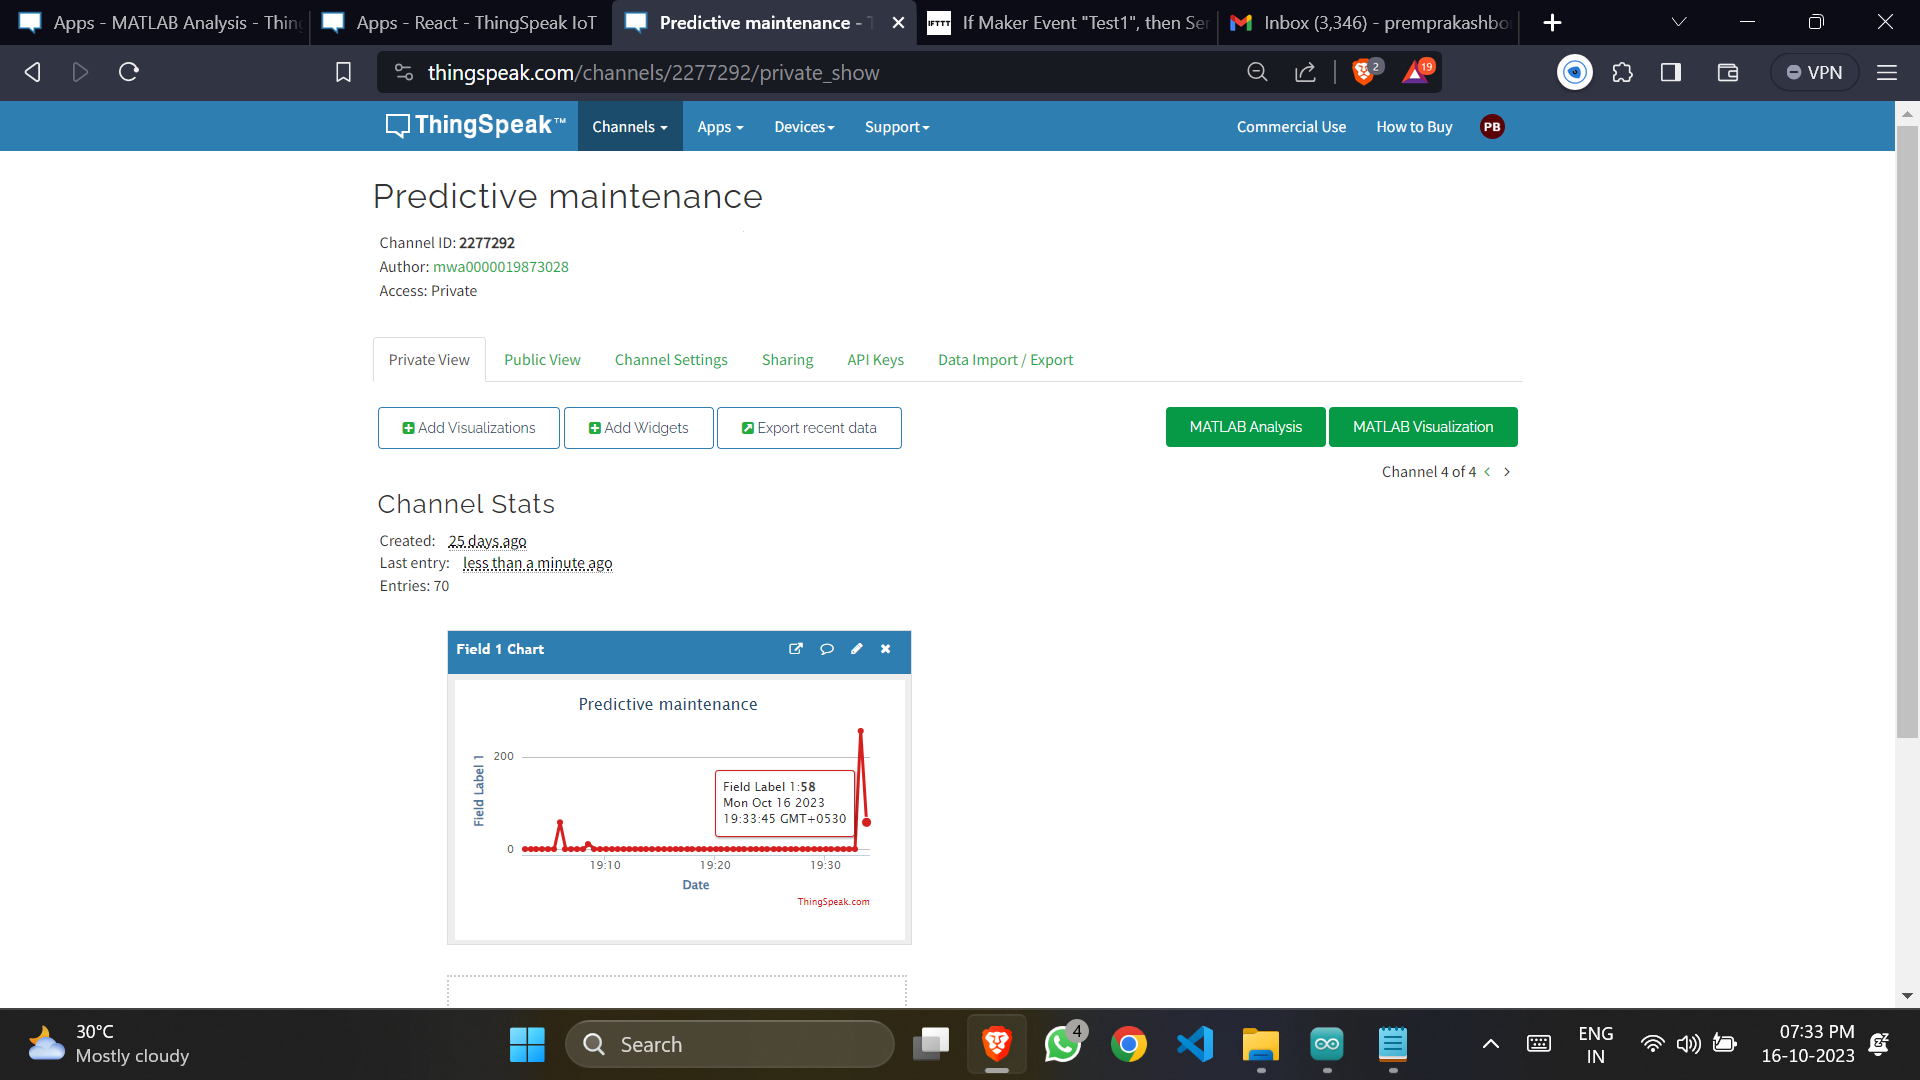 Apps - MATLAB Analysis - Thin
Apps - React - ThingSpeak IoT
Predictive maintenance - T
IFTTT
If Maker Event "Test1", then Se
Inbox (3,346) - premprakashbo
thingspeak.com/channels/2277292/private_show
2
19
VPN
ThingSpeak™
Channels
Apps
Devices
Support
Commercial Use
How to Buy
PB
Predictive maintenance
Channel ID: 2277292
Author: mwa0000019873028
Access: Private
Private View
Public View
Channel Settings
Sharing
API Keys
Data Import / Export
Add Visualizations
Add Widgets
Export recent data
MATLAB Analysis
MATLAB Visualization
Channel 4 of 4 < >
Channel Stats
Created: 25 days ago
Last entry: less than a minute ago
Entries: 70
Field 1 Chart
Predictive maintenance
Field Label 1
200
0
Field Label 1:58
Mon Oct 16 2023
19:33:45 GMT+0530
19:10
19:20
19:30
Date
ThingSpeak.com
30°C
Mostly cloudy
Search
4
ENG
IN
07:33 PM
16-10-2023